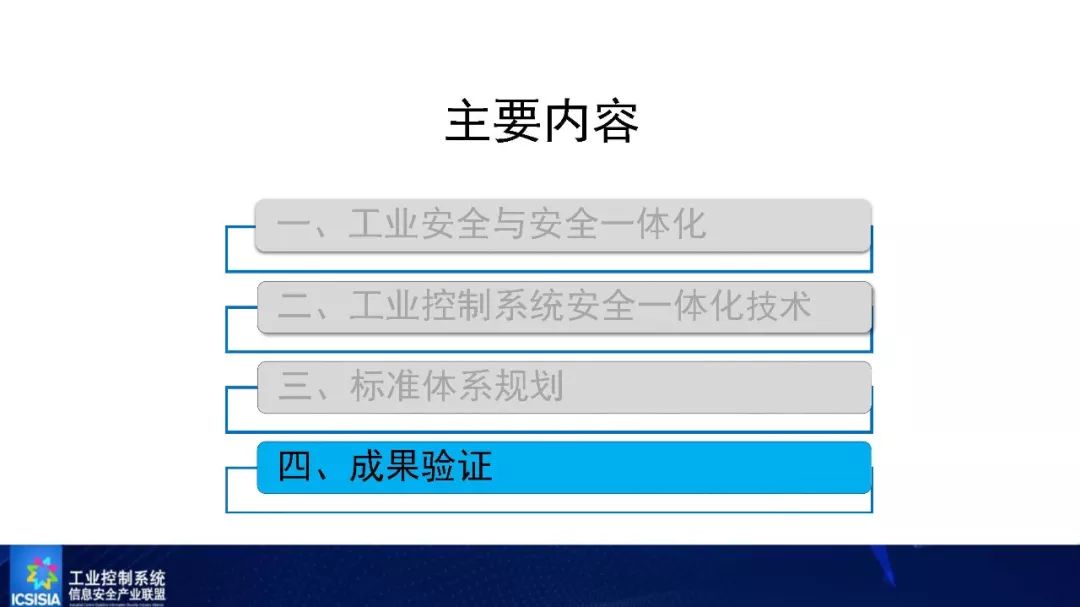 主要内容
一、工业安全与安全一体化
二、工业控制系统安全一体化技术
三、标准体系规划
四、成果验证
工业控制系统
信息安全产业联盟
ICSISIA